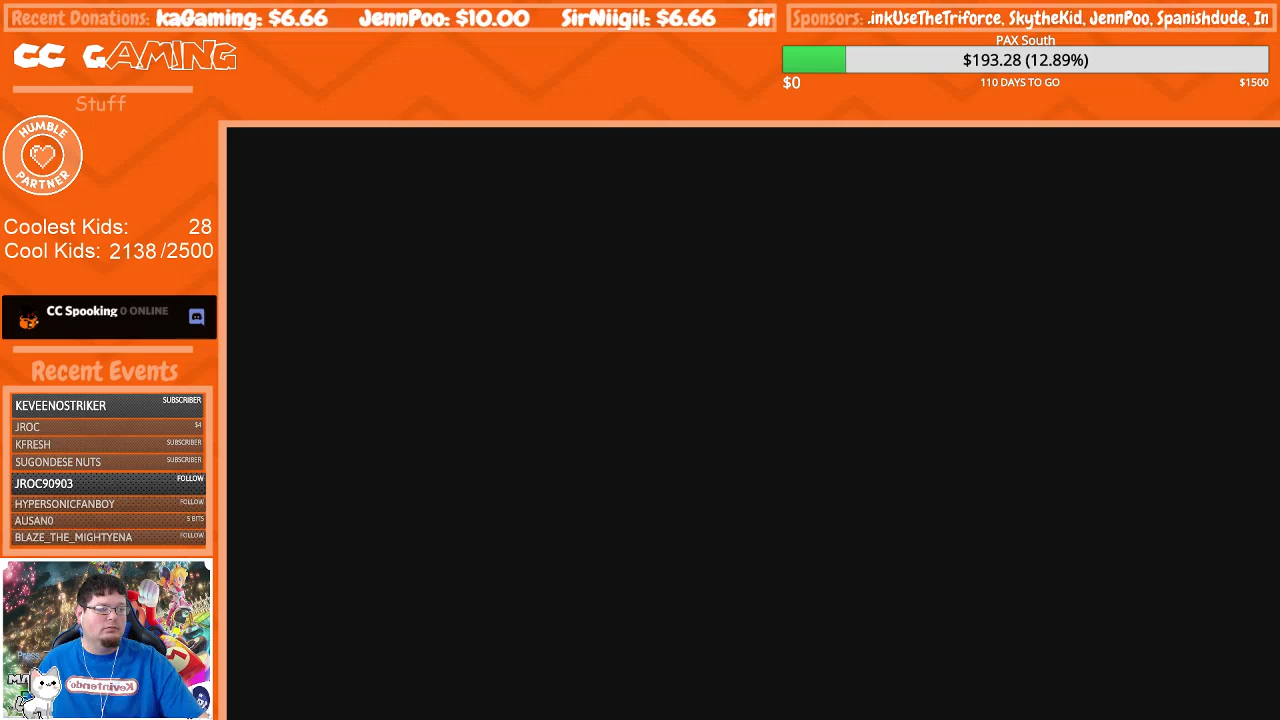 Recent Donations: kaGaming: $6.66 JennPoo: $10.00 SirNiigil: $6.66 Sir
Sponsors: .inkUseTheTriforce, SkytheKid, JennPoo, Spanishdude, In
CC GAMING
PAX South
$193.28 (12.89%)
$0 110 DAYS TO GO $1500
Stuff
HUMBLE
PARTNER
Coolest Kids: 28
Cool Kids: 2138 /2500
CC Spooking 0 ONLINE
Recent Events
KEVEENOSTRIKER SUBSCRIBER
JROC $4
KFRESH SUBSCRIBER
SUGONDESE NUTS SUBSCRIBER
JROC90903 FOLLOW
HYPERSONICFANBOY FOLLOW
AUSAN0 5 BITS
BLAZE_THE_MIGHTYENA FOLLOW
Press
Kevintendo